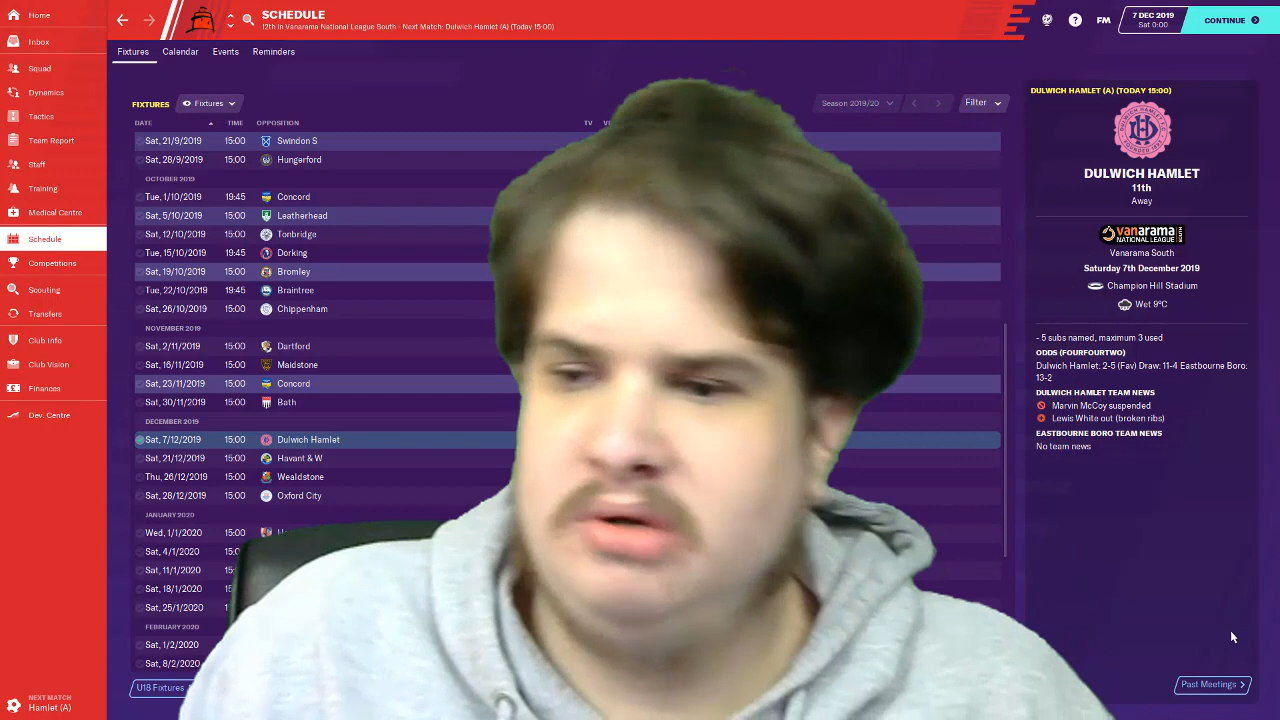 Home
Inbox
Squad
Dynamics
Tactics
Team Report
Staff
Training
Medical Centre
Schedule
Competitions
Scouting
Transfers
Club Info
Club Vision
Finances
Dev. Centre
NEXT MATCH
Hamlet (A)
SCHEDULE
12th in Vanarama National League South - Next Match: Dulwich Hamlet (A) (Today 15:00)
FM
7 DEC 2019
Sat 0:00
CONTINUE
Fixtures Calendar Events Reminders
FIXTURES Fixtures Season 2019/20 Filter
DATE TIME OPPOSITION TV
Sat, 21/9/2019 15:00 Swindon S
Sat, 28/9/2019 15:00 Hungerford
OCTOBER 2019
Tue, 1/10/2019 19:45 Concord
Sat, 5/10/2019 15:00 Leatherhead
Sat, 12/10/2019 15:00 Tonbridge
Tue, 15/10/2019 19:45 Dorking
Sat, 19/10/2019 15:00 Bromley
Tue, 22/10/2019 19:45 Braintree
Sat, 26/10/2019 15:00 Chippenham
NOVEMBER 2019
Sat, 2/11/2019 15:00 Dartford
Sat, 16/11/2019 15:00 Maidstone
Sat, 23/11/2019 15:00 Concord
Sat, 30/11/2019 15:00 Bath
DECEMBER 2019
Sat, 7/12/2019 15:00 Dulwich Hamlet
Sat, 21/12/2019 15:00 Havant & W
Thu, 26/12/2019 15:00 Wealdstone
Sat, 28/12/2019 15:00 Oxford City
JANUARY 2020
Wed, 1/1/2020 15:00
Sat, 4/1/2020
Sat, 11/1/2020
Sat, 18/1/2020
Sat, 25/1/2020
FEBRUARY 2020
Sat, 1/2/2020
Sat, 8/2/2020
U18 Fixtures
DULWICH HAMLET (A) (TODAY 15:00)
DULWICH HAMLET
11th
Away
vanarama
NATIONAL LEAGUE
Vanarama South
Saturday 7th December 2019
Champion Hill Stadium
Wet 9°C
- 5 subs named, maximum 3 used
ODDS (FOURFOURTWO)
Dulwich Hamlet: 2-5 (Fav) Draw: 11-4 Eastbourne Boro:
13-2
DULWICH HAMLET TEAM NEWS
Marvin McCoy suspended
Lewis White out (broken ribs)
EASTBOURNE BORO TEAM NEWS
No team news
Past Meetings